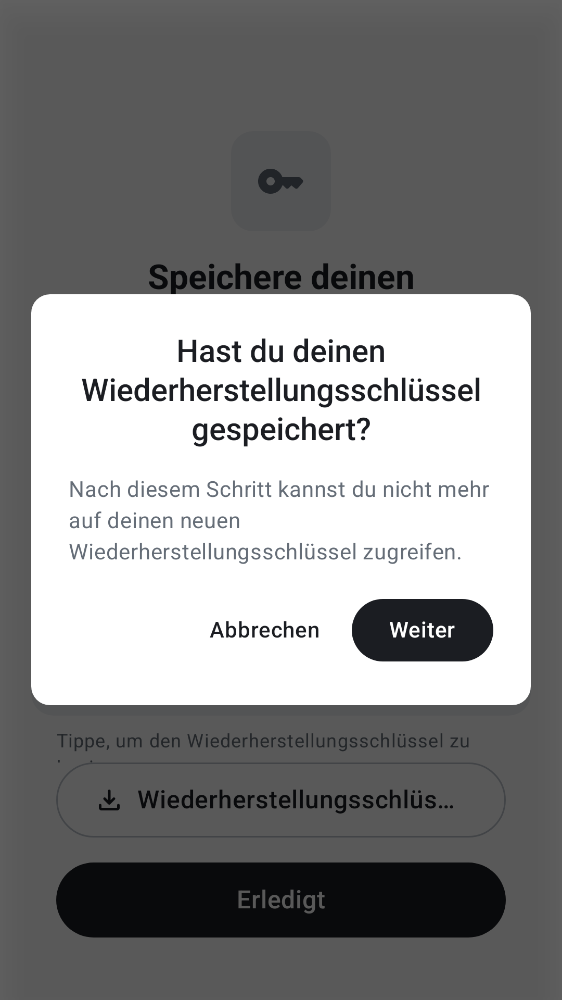 Speichere deinen
Hast du deinen
Wiederherstellungsschlüssel
gespeichert?
Nach diesem Schritt kannst du nicht mehr
auf deinen neuen
Wiederherstellungsschlüssel zugreifen.
Abbrechen
Weiter
Tippe, um den Wiederherstellungsschlüssel zu
Wiederherstellungsschlüs...
Erledigt